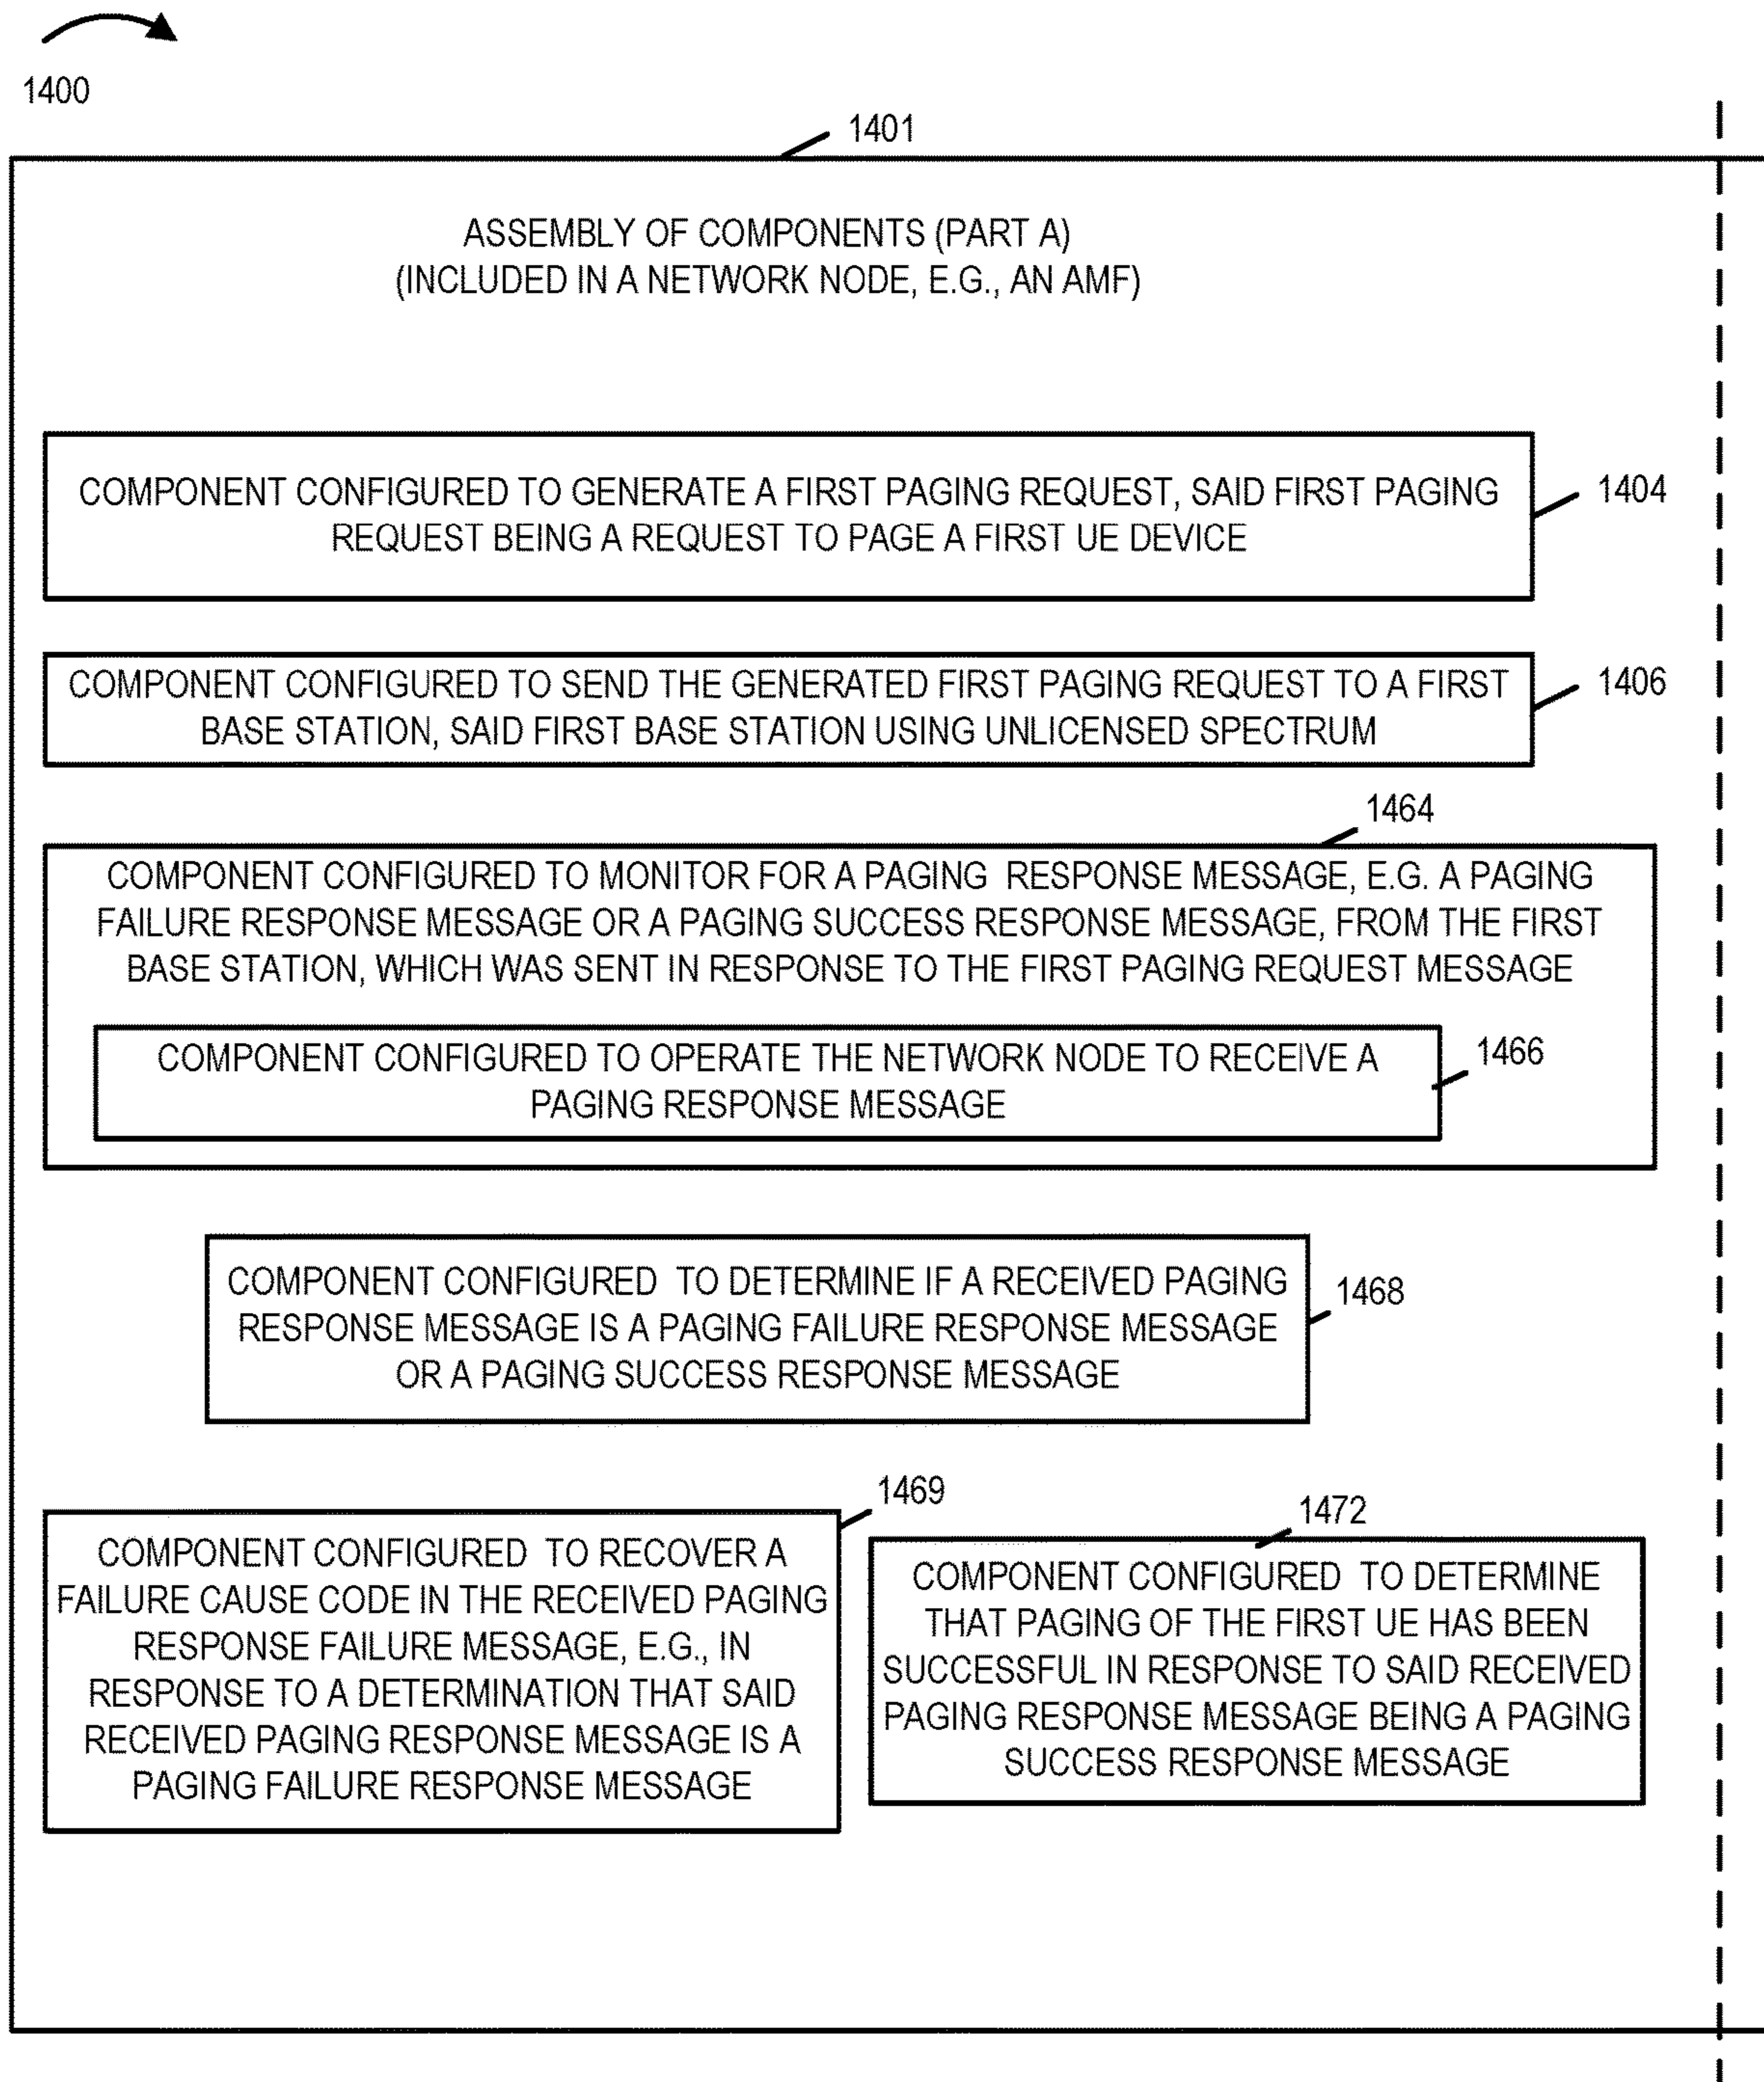 1400
1401
ASSEMBLY OF COMPONENTS (PART A)
(INCLUDED IN A NETWORK NODE, E.G., AN AMF)
COMPONENT CONFIGURED TO GENERATE A FIRST PAGING REQUEST, SAID FIRST PAGING
REQUEST BEING A REQUEST TO PAGE A FIRST UE DEVICE
1404
COMPONENT CONFIGURED TO SEND THE GENERATED FIRST PAGING REQUEST TO A FIRST
BASE STATION, SAID FIRST BASE STATION USING UNLICENSED SPECTRUM
1406
1464
COMPONENT CONFIGURED TO MONITOR FOR A PAGING RESPONSE MESSAGE, E.G. A PAGING
FAILURE RESPONSE MESSAGE OR A PAGING SUCCESS RESPONSE MESSAGE, FROM THE FIRST
BASE STATION, WHICH WAS SENT IN RESPONSE TO THE FIRST PAGING REQUEST MESSAGE
COMPONENT CONFIGURED TO OPERATE THE NETWORK NODE TO RECEIVE A
PAGING RESPONSE MESSAGE
1466
COMPONENT CONFIGURED TO DETERMINE IF A RECEIVED PAGING
RESPONSE MESSAGE IS A PAGING FAILURE RESPONSE MESSAGE
OR A PAGING SUCCESS RESPONSE MESSAGE
1468
1469
COMPONENT CONFIGURED TO RECOVER A
FAILURE CAUSE CODE IN THE RECEIVED PAGING
RESPONSE FAILURE MESSAGE, E.G., IN
RESPONSE TO A DETERMINATION THAT SAID
RECEIVED PAGING RESPONSE MESSAGE IS A
PAGING FAILURE RESPONSE MESSAGE
1472
COMPONENT CONFIGURED TO DETERMINE
THAT PAGING OF THE FIRST UE HAS BEEN
SUCCESSFUL IN RESPONSE TO SAID RECEIVED
PAGING RESPONSE MESSAGE BEING A PAGING
SUCCESS RESPONSE MESSAGE